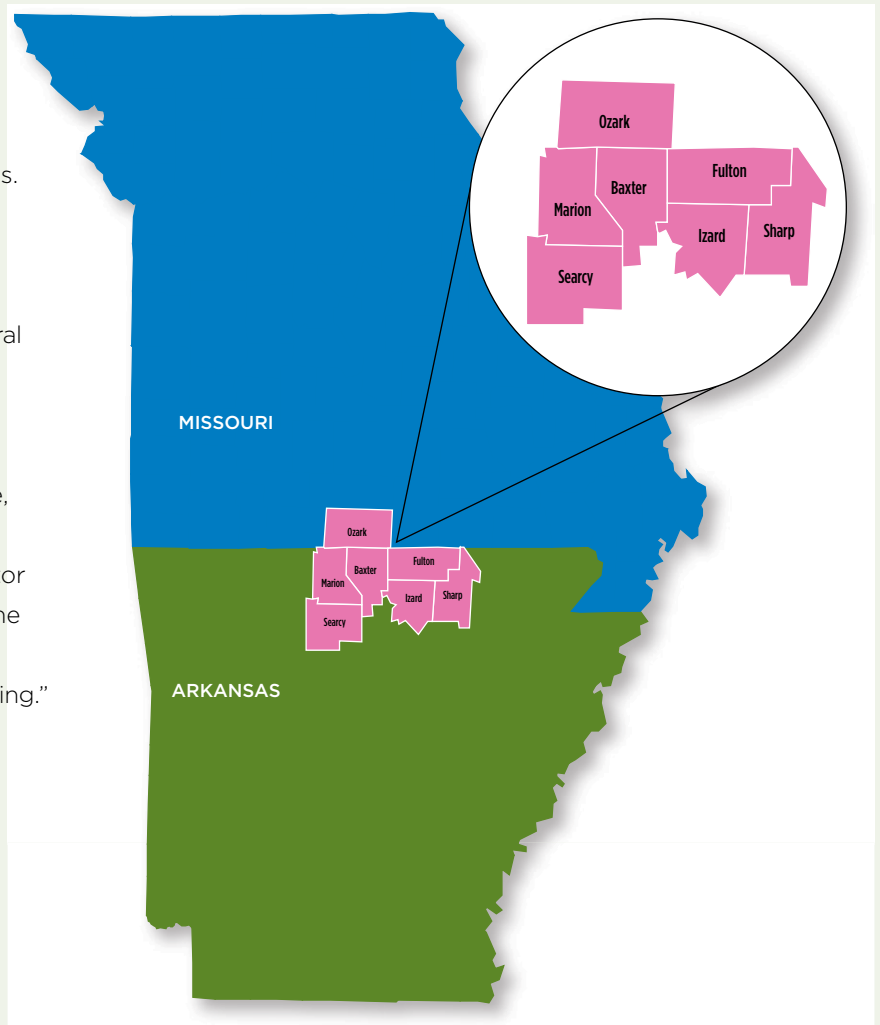 s.
ral
e,
or
ne
ing.”
Ozark
Fulton
Baxter
Marion
Izard
Sharp
Searcy
MISSOURI
Ozark
Fulton
Baxter
Marion
Izard
Sharp
Searcy
ARKANSAS